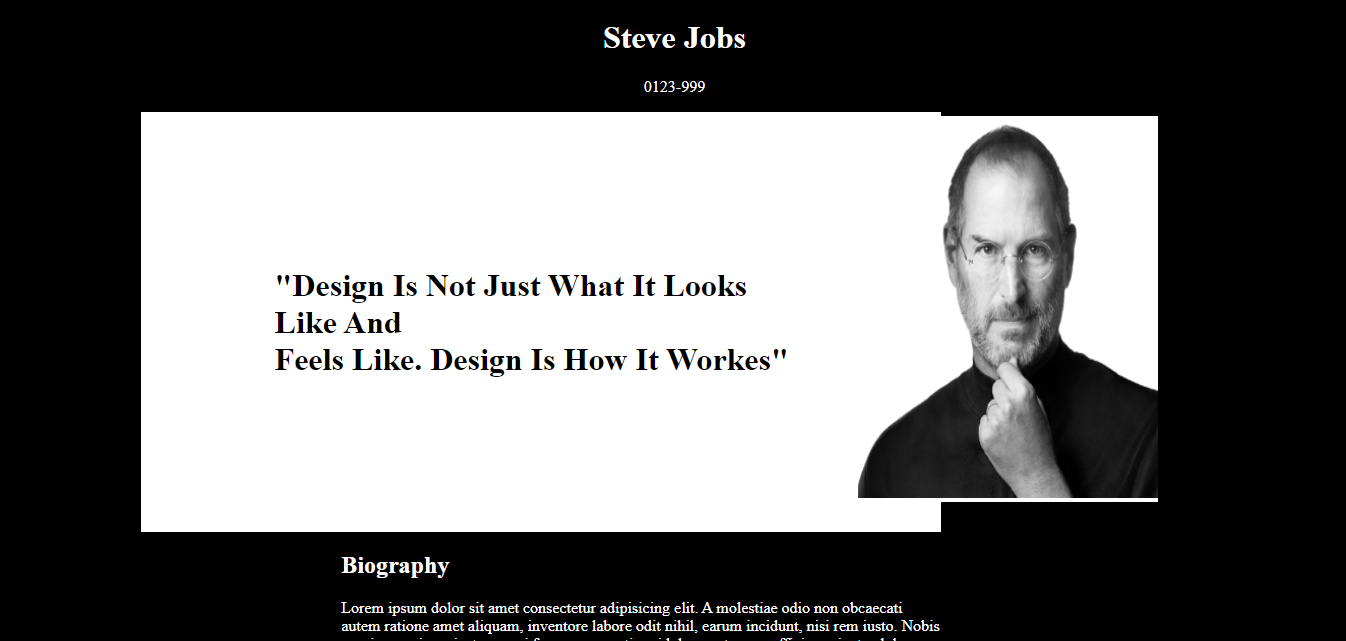 Steve Jobs
0123-999
"Design Is Not Just What It Looks
Like And
Feels Like. Design Is How It Workes"
Biography
Lorem ipsum dolor sit amet consectetur adipisicing elit. A molestiae odio non obcaecati
autem ratione amet aliquam, inventore labore odit nihil, earum incidunt, nisi rem iusto. Nobis